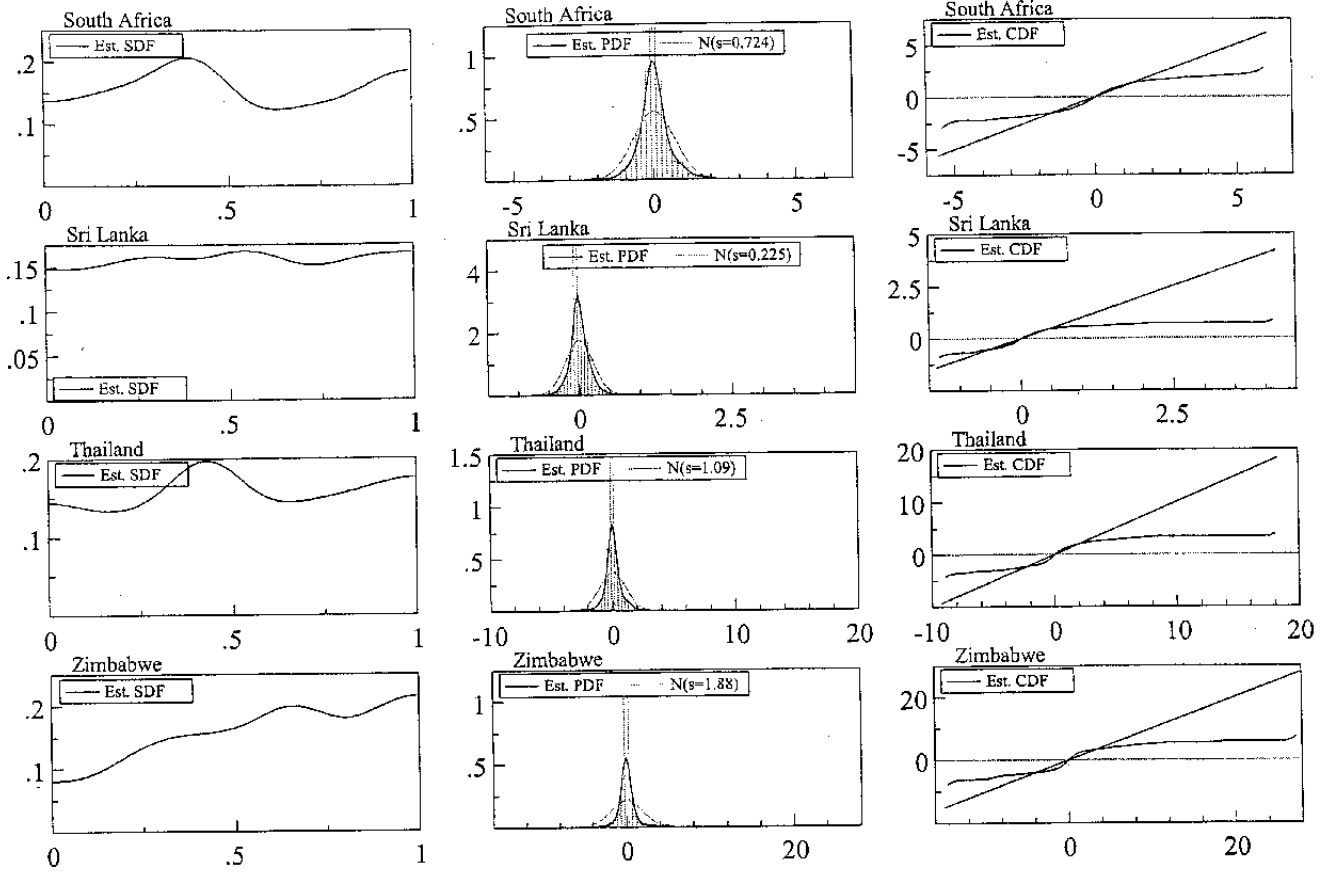 South Africa
Est. SDF
.2
.1
0 .5 1
South Africa
Est. PDF N(s=0,724)
1
.5
-5 0 5
South Africa
Est. CDF
5
0
-5
-5 0 5
Sri Lanka
.15
.1
.05
Est. SDF
0 .5 1
Sri Lanka
Est. PDF N(s=0,225)
4
2
0 2.5
Sri Lanka
Est. CDF
5
2.5
0
0 2.5
Thailand
Est. SDF
.2
.1
0 .5 1
Thailand
Est. PDF N(s=1.09)
1.5
1
.5
-10 0 10 20
Thailand
Est. CDF
20
10
0
-10 0 10 20
Zimbabwe
Est. SDF
.2
.1
0 .5 1
Zimbabwe
Est. PDF N(s=1.88)
1
.5
0 20
Zimbabwe
Est. CDF
20
0
0 20